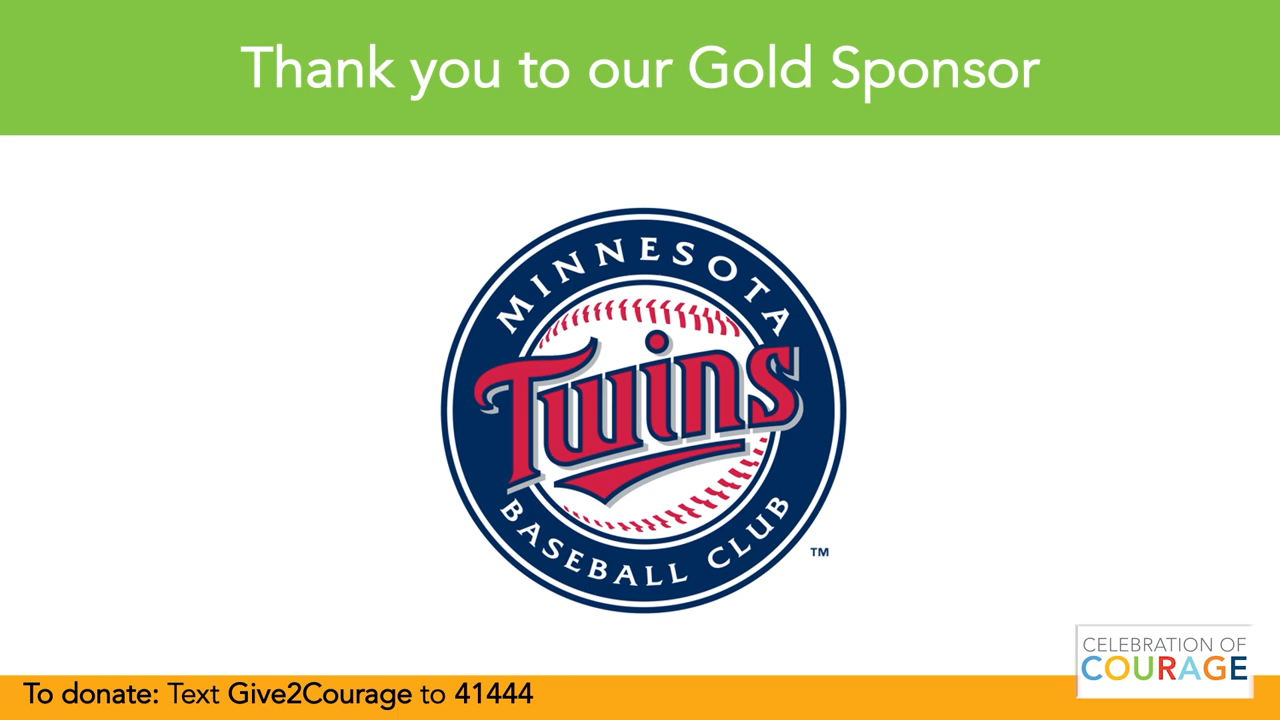 Thank you to our Gold Sponsor
MINNESOTA
Twins
BASEBALL CLUB
TM
CELEBRATION OF
COURAGE
To donate: Text Give2Courage to 41444